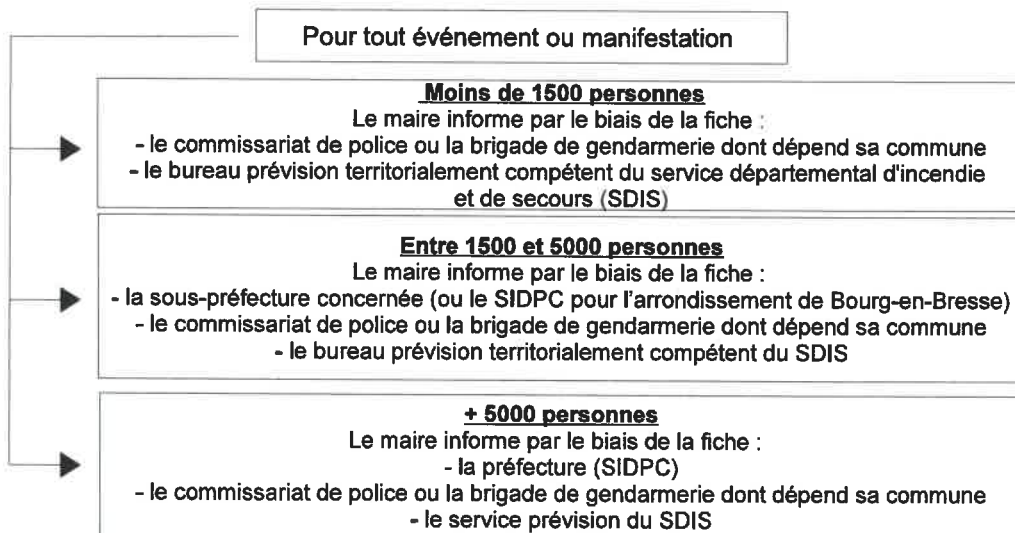 Pour tout événement ou manifestation
Moins de 1500 personnes
Le maire informe par le biais de la fiche :
- le commissariat de police ou la brigade de gendarmerie dont dépend sa commune
- le bureau prévision territorialement compétent du service départemental d'incendie
et de secours (SDIS)
Entre 1500 et 5000 personnes
Le maire informe par le biais de la fiche :
- la sous-préfecture concernée (ou le SIDPC pour l'arrondissement de Bourg-en-Bresse)
- le commissariat de police ou la brigade de gendarmerie dont dépend sa commune
- le bureau prévision territorialement compétent du SDIS
+ 5000 personnes
Le maire informe par le biais de la fiche :
- la préfecture (SIDPC)
- le commissariat de police ou la brigade de gendarmerie dont dépend sa commune
- le service prévision du SDIS